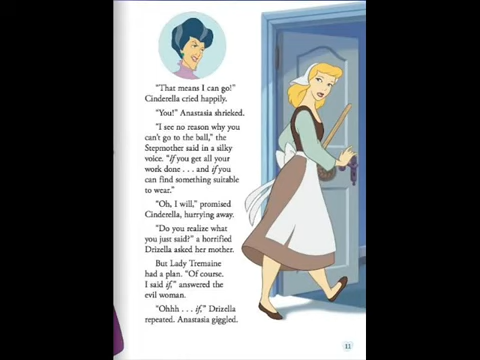 "That means I can go!"
Cinderella cried happily.
"You!" Anastasia shrieked.
"I see no reason why you
can't go to the ball," the
Stepmother said in a silky
voice. "If you get all your
work done . . . and if you
can find something suitable
to wear."
"Oh, I will," promised
Cinderella, hurrying away.
"Do you realize what
you just said?" a horrified
Drizella asked her mother.
But Lady Tremaine
had a plan. "Of course.
I said if," answered the
evil woman.
"Ohhh . . . if," Drizella
repeated. Anastasia giggled.
11